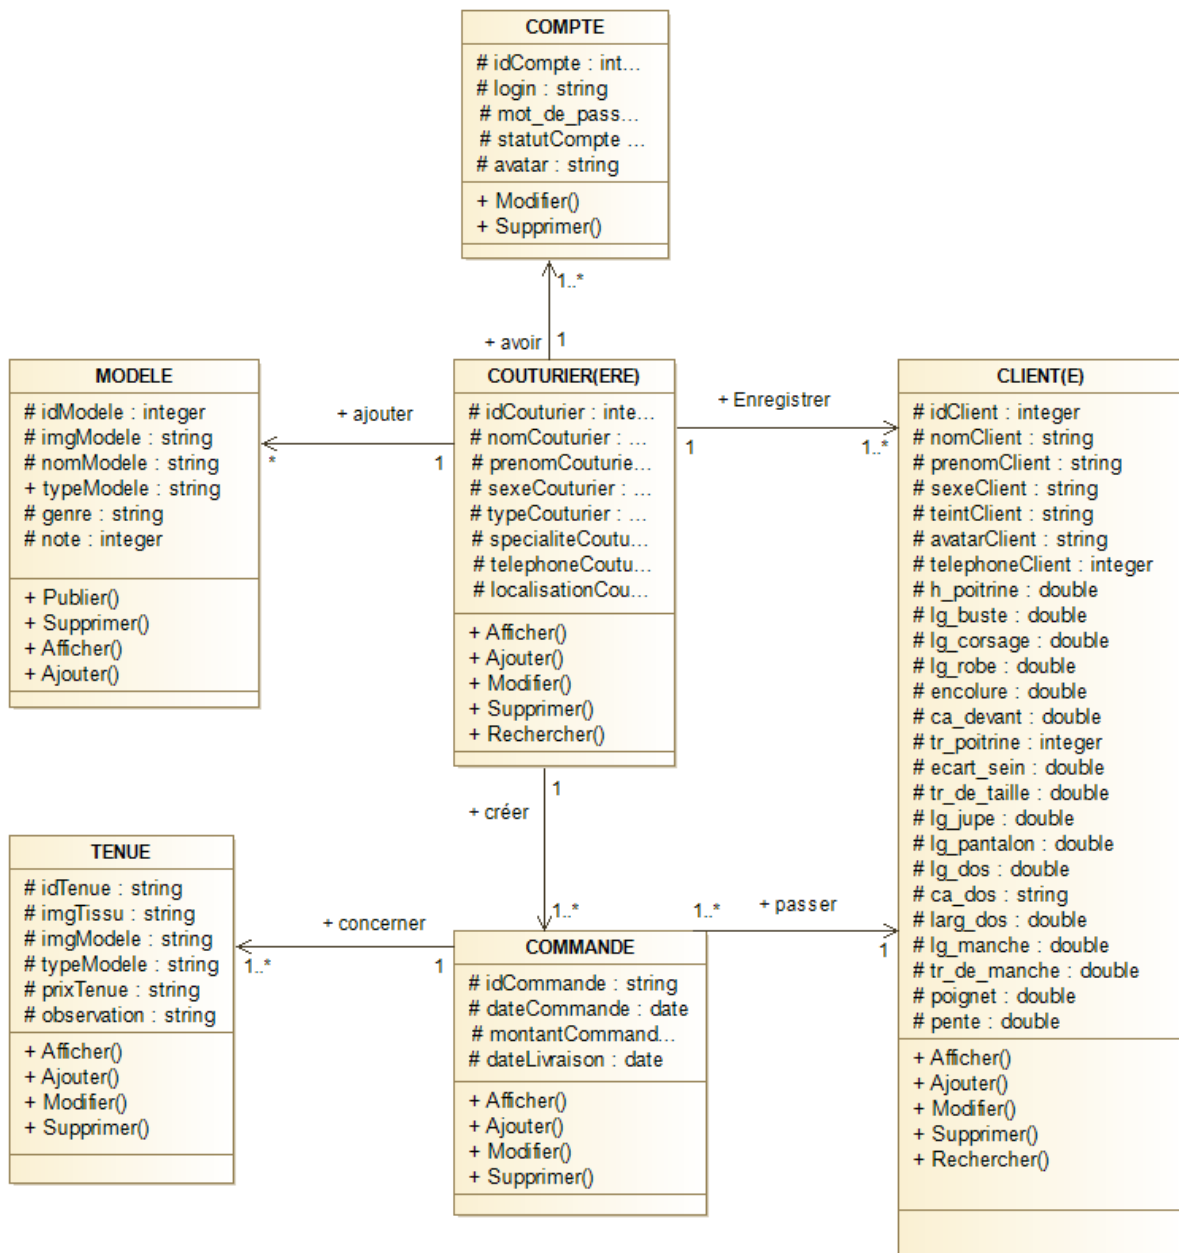 COMPTE
# idCompte : int...
# login : string
# mot_de_pass...
# statutCompte ...
# avatar : string
+ Modifier()
+ Supprimer()
1..*
+ avoir
1
MODELE
# idModele : integer
# imgModele : string
# nomModele : string
+ typeModele : string
# genre : string
# note : integer
+ Publier()
+ Supprimer()
+ Afficher()
+ Ajouter()
+ ajouter
*
1
COUTURIER(ERE)
# idCouturier : inte...
# nomCouturier : ...
# prenomCouturie...
# sexeCouturier : ...
# typeCouturier : ...
# specialiteCoutu...
# telephoneCoutu...
# localisationCou...
+ Afficher()
+ Ajouter()
+ Modifier()
+ Supprimer()
+ Rechercher()
+ Enregistrer
1
1..*
CLIENT(E)
# idClient : integer
# nomClient : string
# prenomClient : string
# sexeClient : string
# teintClient : string
# avatarClient : string
# telephoneClient : integer
# h_poitrine : double
# lg_buste : double
# lg_corsage : double
# lg_robe : double
# encolure : double
# ca_devant : double
# tr_poitrine : integer
# ecart_sein : double
# tr_de_taille : double
# lg_jupe : double
# lg_pantalon : double
# lg_dos : double
# ca_dos : string
# larg_dos : double
# lg_manche : double
# tr_de_manche : double
# poignet : double
# pente : double
+ Afficher()
+ Ajouter()
+ Modifier()
+ Supprimer()
+ Rechercher()
1
+ créer
1..*
TENUE
# idTenue : string
# imgTissu : string
# imgModele : string
# typeModele : string
# prixTenue : string
# observation : string
+ Afficher()
+ Ajouter()
+ Modifier()
+ Supprimer()
+ concerner
1..*
1
COMMANDE
# idCommande : string
# dateCommande : date
# montantCommand...
# dateLivraison : date
+ Afficher()
+ Ajouter()
+ Modifier()
+ Supprimer()
1..*
+ passer
1